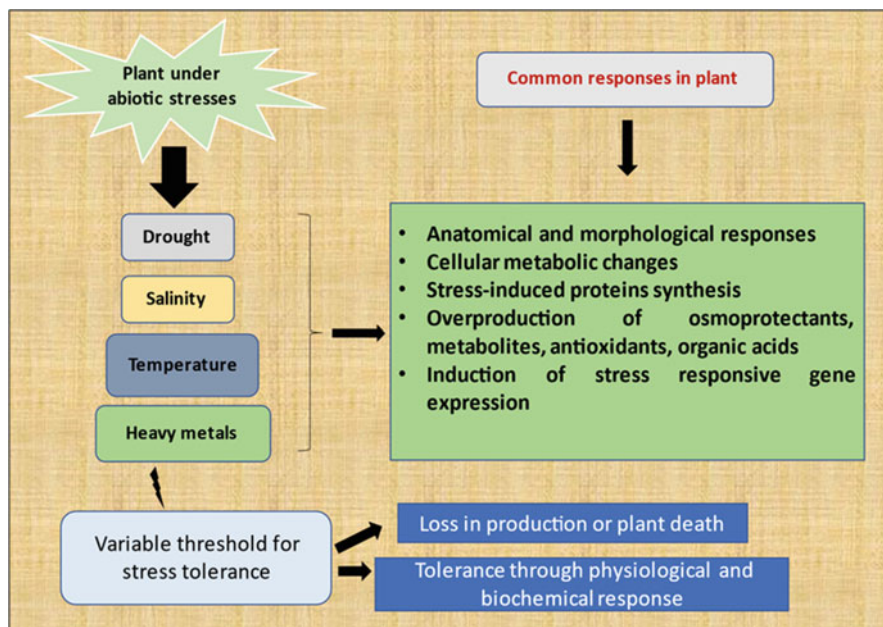 Plant under
abiotic stresses
Common responses in plant
Drought
Salinity
Temperature
Heavy metals
• Anatomical and morphological responses
• Cellular metabolic changes
• Stress-induced proteins synthesis
• Overproduction of osmoprotectants,
metabolites, antioxidants, organic acids
• Induction of stress responsive gene
expression
Variable threshold for
stress tolerance
Loss in production or plant death
Tolerance through physiological and
biochemical response